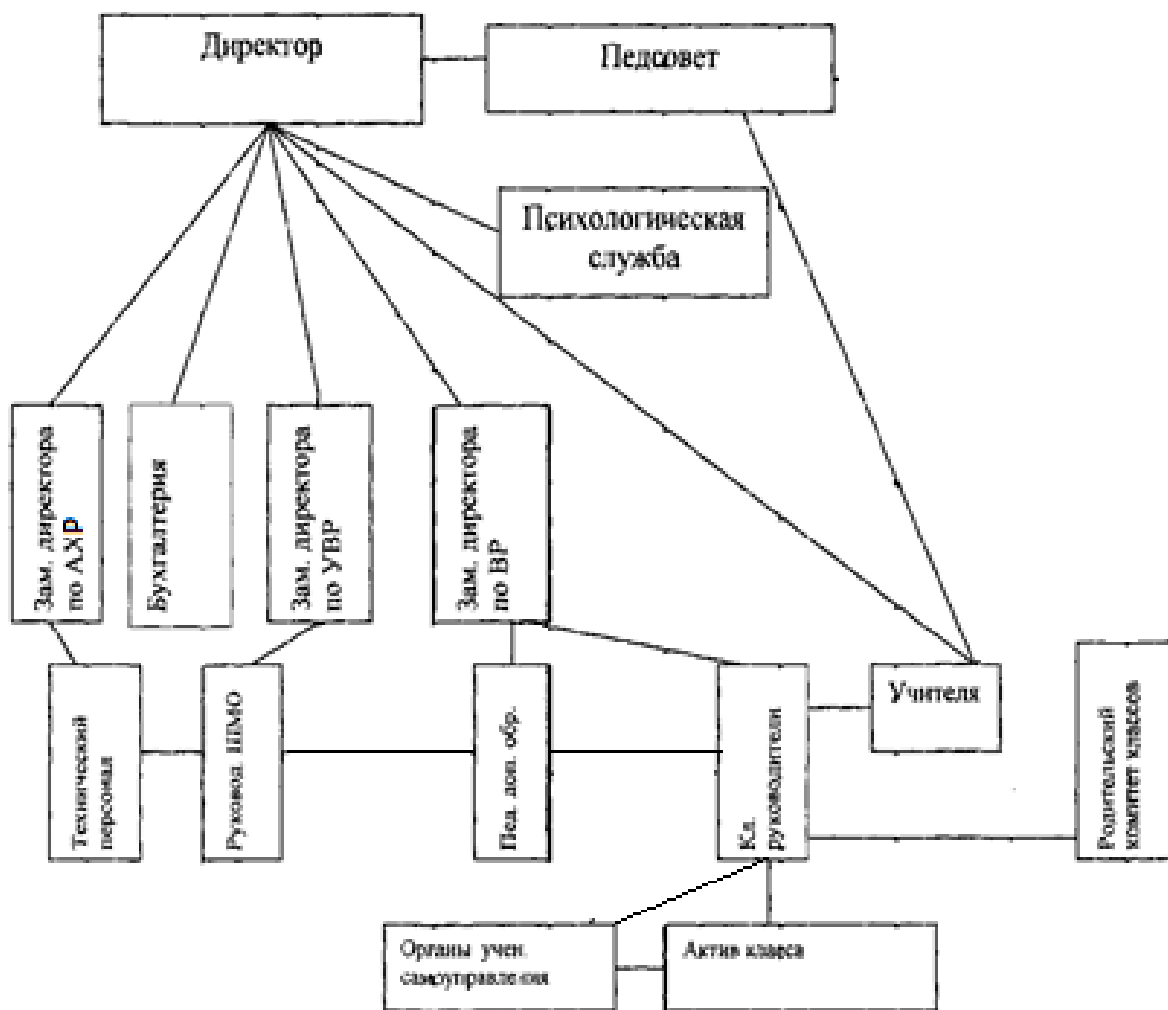 Директор
Педсовет
Психологическая
служба
Зам. директора
по АХР
Бухгалтерия
Зам. директора
по УВР
Зам. директора
по ВР
Технический
персонал
Руковод. ШМО
Пед. доп. обр.
Кл.
руководители
Учителя
Родительский
комитет классов
Органы учен.
самоуправления
Актив класса